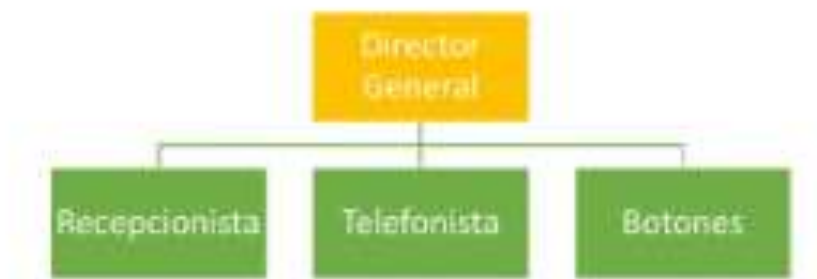 Director
General
Recepcionista
Telefonista
Botones